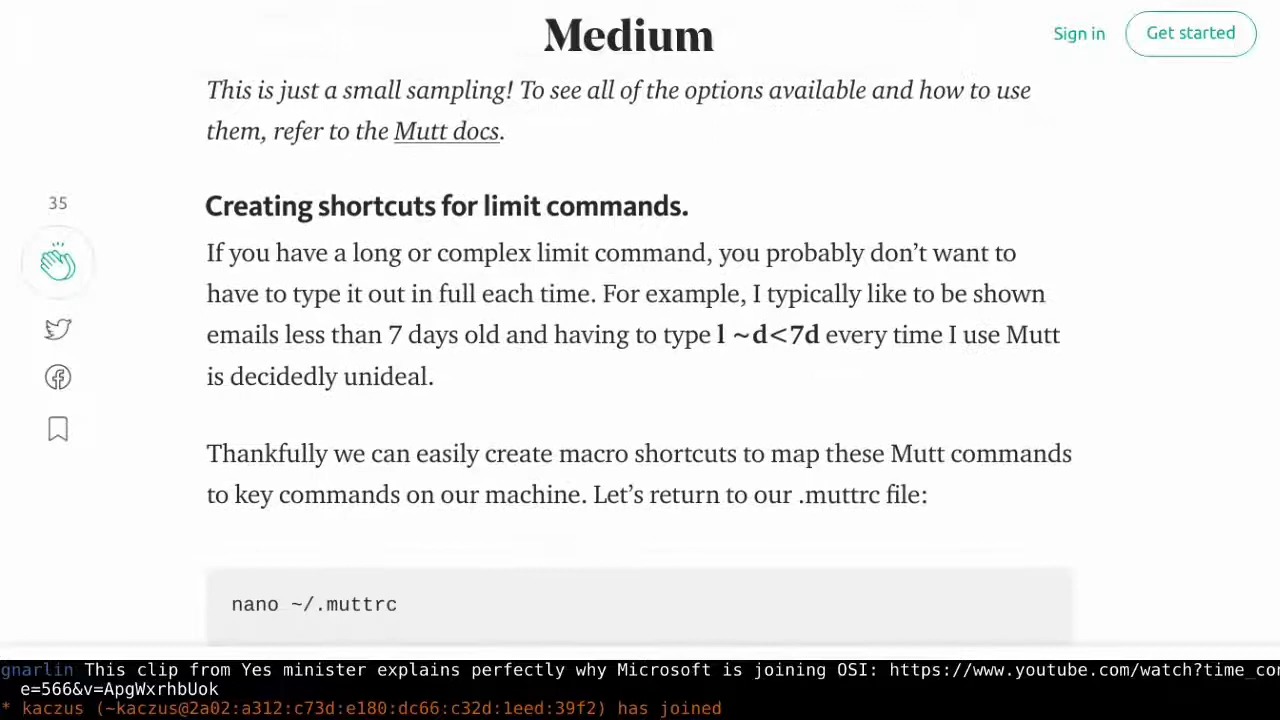 Medium
Sign in
Get started
This is just a small sampling! To see all of the options available and how to use
them, refer to the Mutt docs.
35
Creating shortcuts for limit commands.
If you have a long or complex limit command, you probably don’t want to
have to type it out in full each time. For example, I typically like to be shown
emails less than 7 days old and having to type l ~d<7d every time I use Mutt
is decidedly unideal.
Thankfully we can easily create macro shortcuts to map these Mutt commands
to key commands on our machine. Let’s return to our .muttrc file:
nano ~/.muttrc
gnarlin This clip from Yes minister explains perfectly why Microsoft is joining OSI: https://www.youtube.com/watch?time_con
e=566&v=ApgWxrhbUok
* kaczus (~kaczus@2a02:a312:c73d:e180:dc66:c32d:1eed:39f2) has joined